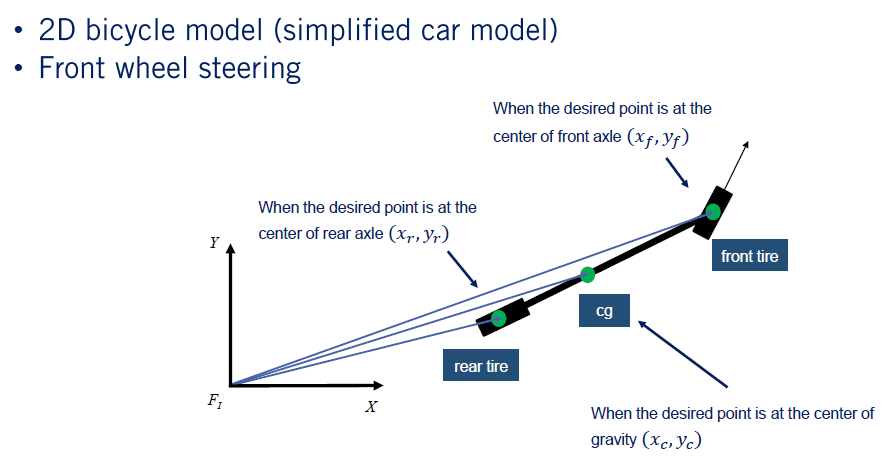 • 2D bicycle model (simplified car model)
• Front wheel steering
When the desired point is at the
center of front axle (x_f, y_f)
When the desired point is at the
center of rear axle (x_r, y_r)
Y
front tire
cg
rear tire
F_I
X
When the desired point is at the center of
gravity (x_c, y_c)